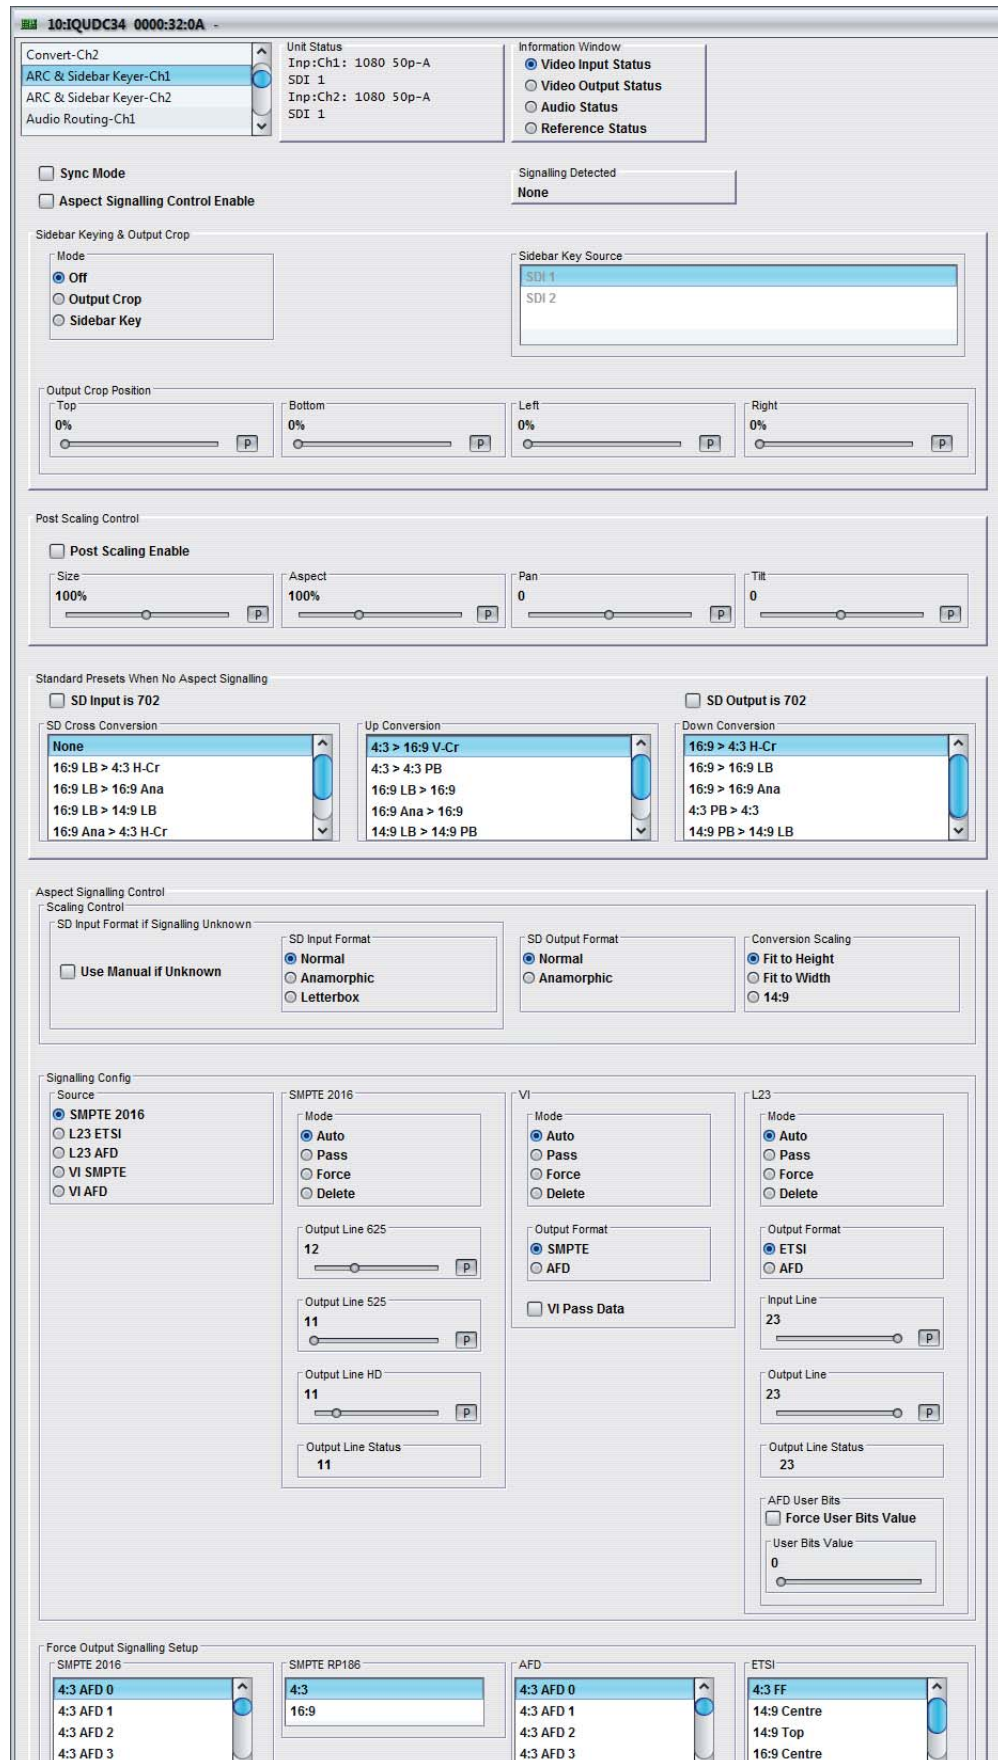 10:IQUDC34 0000:32:0A -
Convert-Ch2
ARC & Sidebar Keyer-Ch1
ARC & Sidebar Keyer-Ch2
Audio Routing-Ch1
Unit Status
Inp:Ch1: 1080 50p-A
SDI 1
Inp:Ch2: 1080 50p-A
SDI 1
Information Window
Video Input Status
Video Output Status
Audio Status
Reference Status
Sync Mode
Aspect Signalling Control Enable
Signalling Detected
None
Sidebar Keying & Output Crop
Mode
Off
Output Crop
Sidebar Key
Sidebar Key Source
SDI 1
SDI 2
Output Crop Position
Top
0%
P
Bottom
0%
P
Left
0%
P
Right
0%
P
Post Scaling Control
Post Scaling Enable
Size
100%
P
Aspect
100%
P
Pan
0
P
Tilt
0
P
Standard Presets When No Aspect Signalling
SD Input is 702
SD Output is 702
SD Cross Conversion
None
16:9 LB > 4:3 H-Cr
16:9 LB > 16:9 Ana
16:9 LB > 14:9 LB
16:9 Ana > 4:3 H-Cr
Up Conversion
4:3 > 16:9 V-Cr
4:3 > 4:3 PB
16:9 LB > 16:9
16:9 Ana > 16:9
14:9 LB > 14:9 PB
Down Conversion
16:9 > 4:3 H-Cr
16:9 > 16:9 LB
16:9 > 16:9 Ana
4:3 PB > 4:3
14:9 PB > 14:9 LB
Aspect Signalling Control
Scaling Control
SD Input Format if Signalling Unknown
Use Manual if Unknown
SD Input Format
Normal
Anamorphic
Letterbox
SD Output Format
Normal
Anamorphic
Conversion Scaling
Fit to Height
Fit to Width
14:9
Signalling Config
Source
SMPTE 2016
L23 ETSI
L23 AFD
VI SMPTE
VI AFD
SMPTE 2016
Mode
Auto
Pass
Force
Delete
Output Line 625
12
P
Output Line 525
11
P
Output Line HD
11
P
Output Line Status
11
VI
Mode
Auto
Pass
Force
Delete
Output Format
SMPTE
AFD
VI Pass Data
L23
Mode
Auto
Pass
Force
Delete
Output Format
ETSI
AFD
Input Line
23
P
Output Line
23
P
Output Line Status
23
AFD User Bits
Force User Bits Value
User Bits Value
0
Force Output Signalling Setup
SMPTE 2016
4:3 AFD 0
4:3 AFD 1
4:3 AFD 2
4:3 AFD 3
SMPTE RP186
4:3
16:9
AFD
4:3 AFD 0
4:3 AFD 1
4:3 AFD 2
4:3 AFD 3
ETSI
4:3 FF
14:9 Centre
14:9 Top
16:9 Centre